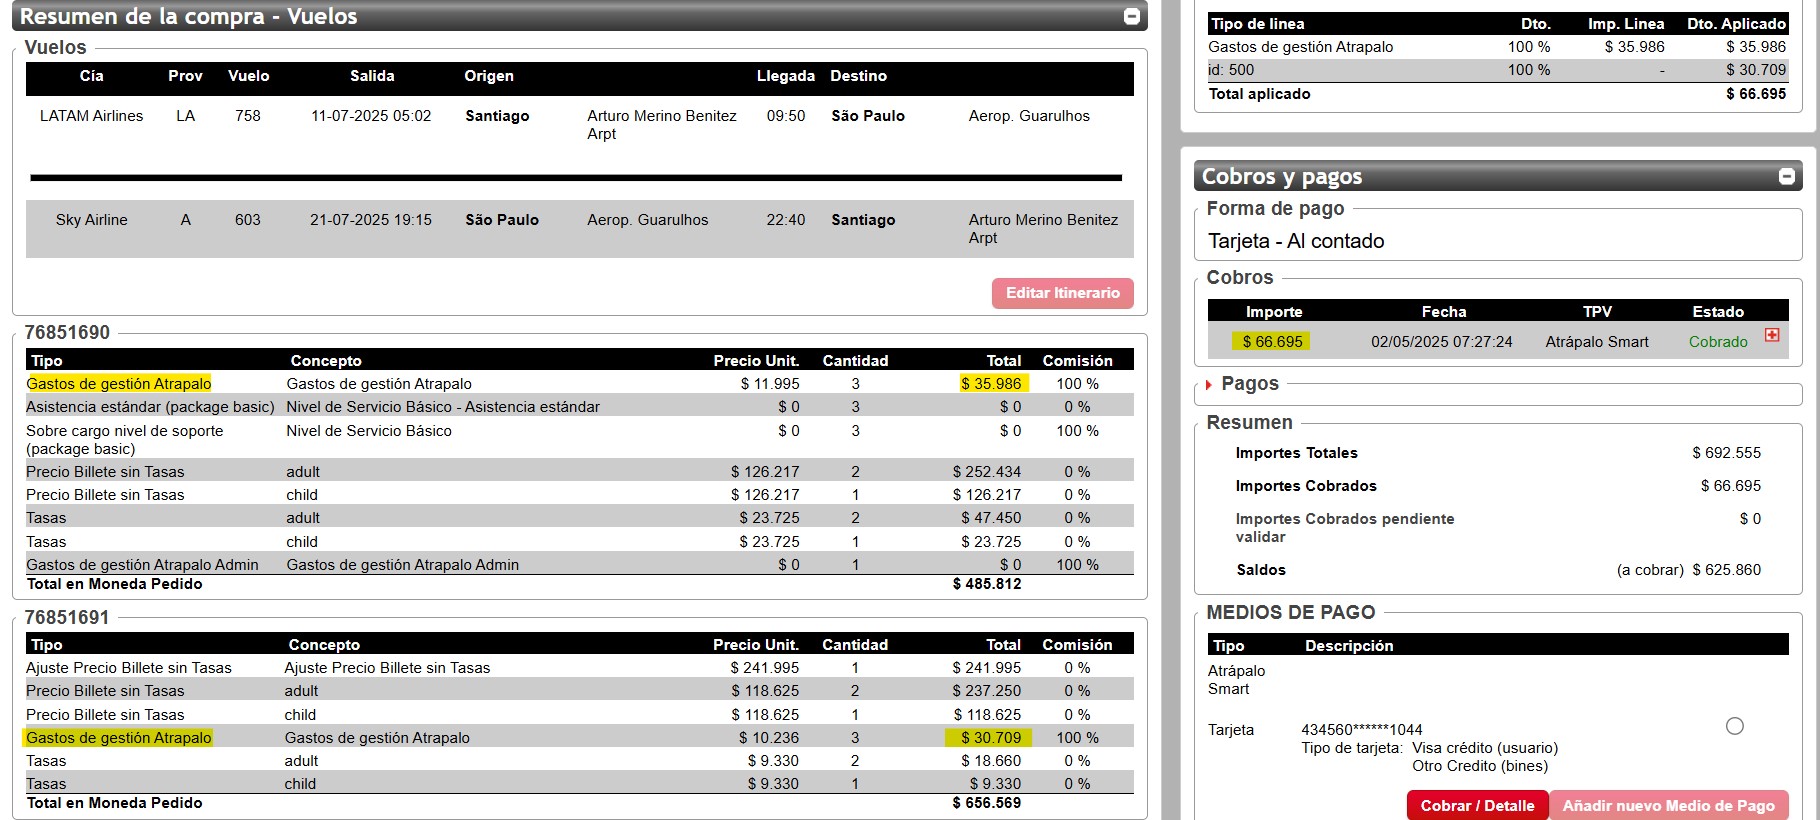 Resumen de la compra - Vuelos
Vuelos
Cía Prov Vuelo Salida Origen Llegada Destino
LATAM Airlines LA 758 11-07-2025 05:02 Santiago Arturo Merino Benitez Arpt 09:50 São Paulo Aerop. Guarulhos
Sky Airline A 603 21-07-2025 19:15 São Paulo Aerop. Guarulhos 22:40 Santiago Arturo Merino Benitez Arpt
Editar Itinerario
76851690
Tipo Concepto Precio Unit. Cantidad Total Comisión
Gastos de gestión Atrapalo Gastos de gestión Atrapalo $ 11.995 3 $ 35.986 100 %
Asistencia estándar (package basic) Nivel de Servicio Básico - Asistencia estándar $ 0 3 $ 0 0 %
Sobre cargo nivel de soporte (package basic) Nivel de Servicio Básico $ 0 3 $ 0 100 %
Precio Billete sin Tasas adult $ 126.217 2 $ 252.434 0 %
Precio Billete sin Tasas child $ 126.217 1 $ 126.217 0 %
Tasas adult $ 23.725 2 $ 47.450 0 %
Tasas child $ 23.725 1 $ 23.725 0 %
Gastos de gestión Atrapalo Admin Gastos de gestión Atrapalo Admin $ 0 1 $ 0 100 %
Total en Moneda Pedido $ 485.812
76851691
Tipo Concepto Precio Unit. Cantidad Total Comisión
Ajuste Precio Billete sin Tasas Ajuste Precio Billete sin Tasas $ 241.995 1 $ 241.995 0 %
Precio Billete sin Tasas adult $ 118.625 2 $ 237.250 0 %
Precio Billete sin Tasas child $ 118.625 1 $ 118.625 0 %
Gastos de gestión Atrapalo Gastos de gestión Atrapalo $ 10.236 3 $ 30.709 100 %
Tasas adult $ 9.330 2 $ 18.660 0 %
Tasas child $ 9.330 1 $ 9.330 0 %
Total en Moneda Pedido $ 656.569
Tipo de linea Dto. Imp. Linea Dto. Aplicado
Gastos de gestión Atrapalo 100 % $ 35.986 $ 35.986
id: 500 100 % - $ 30.709
Total aplicado $ 66.695
Cobros y pagos
Forma de pago
Tarjeta - Al contado
Cobros
Importe Fecha TPV Estado
$ 66.695 02/05/2025 07:27:24 Atrápalo Smart Cobrado
Pagos
Resumen
Importes Totales $ 692.555
Importes Cobrados $ 66.695
Importes Cobrados pendiente validar $ 0
Saldos (a cobrar) $ 625.860
MEDIOS DE PAGO
Tipo Descripción
Atrápalo
Smart
Tarjeta 434560******1044
Tipo de tarjeta: Visa crédito (usuario)
Otro Credito (bines)
Cobrar / Detalle Añadir nuevo Medio de Pago